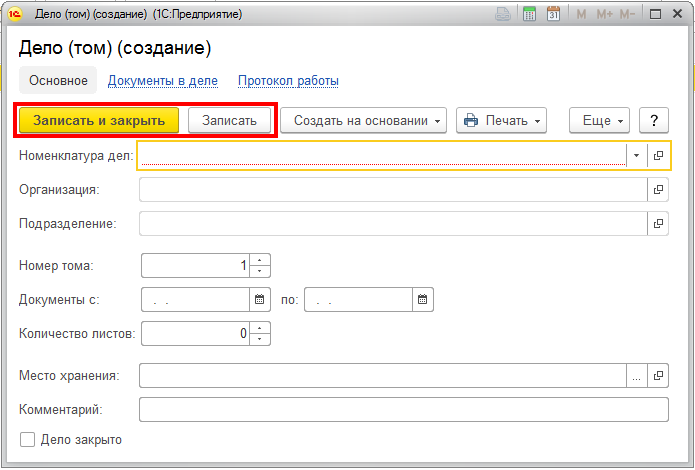 1С Дело (том) (создание) (1С:Предприятие) 31 M M+ M-
Дело (том) (создание)
Основное Документы в деле Протокол работы
Записать и закрыть Записать Создать на основании Печать Еще ?
Номенклатура дел:
Организация:
Подразделение:
Номер тома: 1
Документы с: . . по: . .
Количество листов: 0
Место хранения: ...
Комментарий:
Дело закрыто